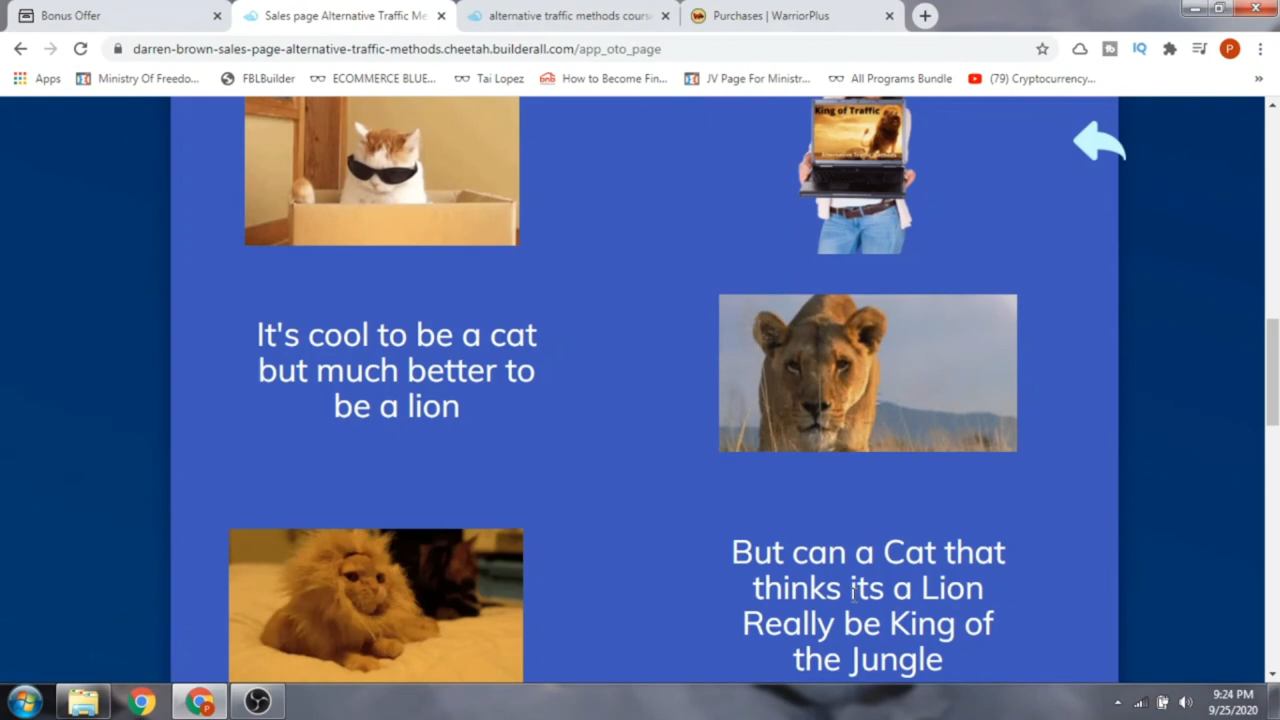 Bonus Offer
Sales page Alternative Traffic Me
alternative traffic methods cours
Purchases | WarriorPlus
darren-brown-sales-page-alternative-traffic-methods.cheetah.builderall.com/app_oto_page
IQ
P
Apps
Ministry Of Freedo...
FBLBuilder
ECOMMERCE BLUE...
Tai Lopez
How to Become Fin...
JV Page For Ministr...
All Programs Bundle
(79) Cryptocurrency...
»
King of Traffic
It's cool to be a cat
but much better to
be a lion
But can a Cat that
thinks its a Lion
Really be King of
the Jungle
9:24 PM
9/25/2020